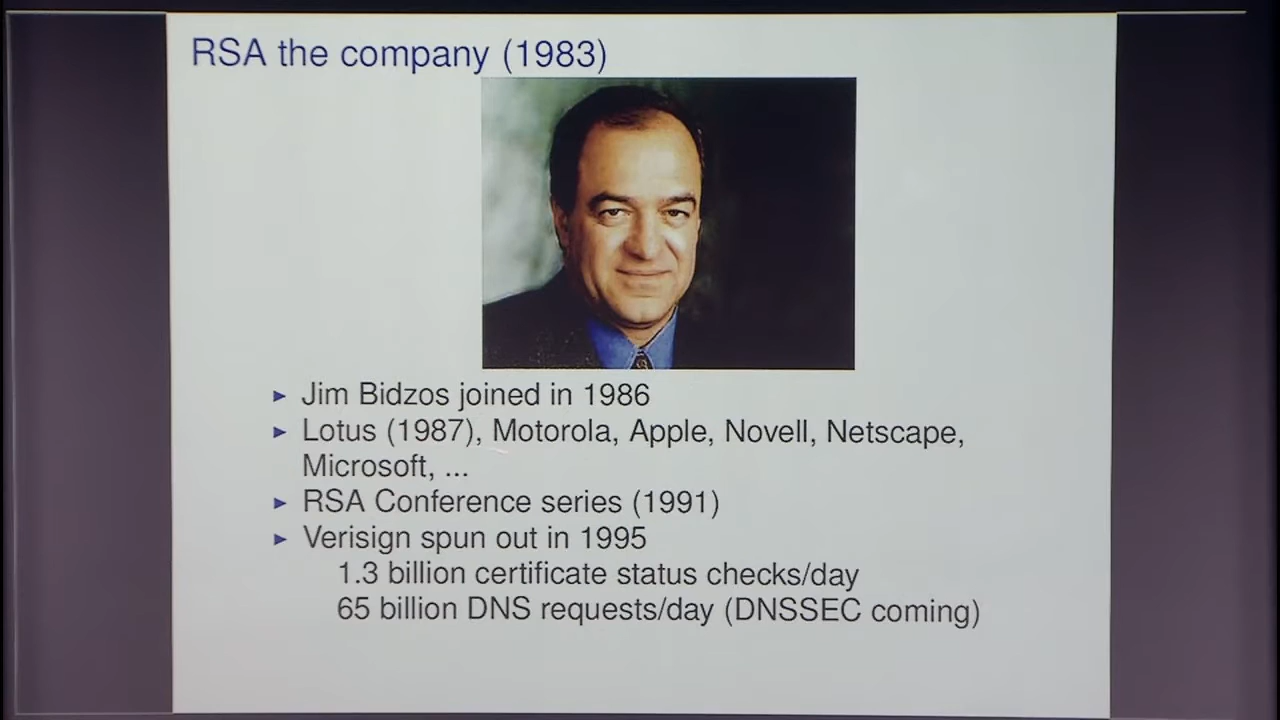 RSA the company (1983)
► Jim Bidzos joined in 1986
► Lotus (1987), Motorola, Apple, Novell, Netscape,
Microsoft, ...
► RSA Conference series (1991)
► Verisign spun out in 1995
1.3 billion certificate status checks/day
65 billion DNS requests/day (DNSSEC coming)